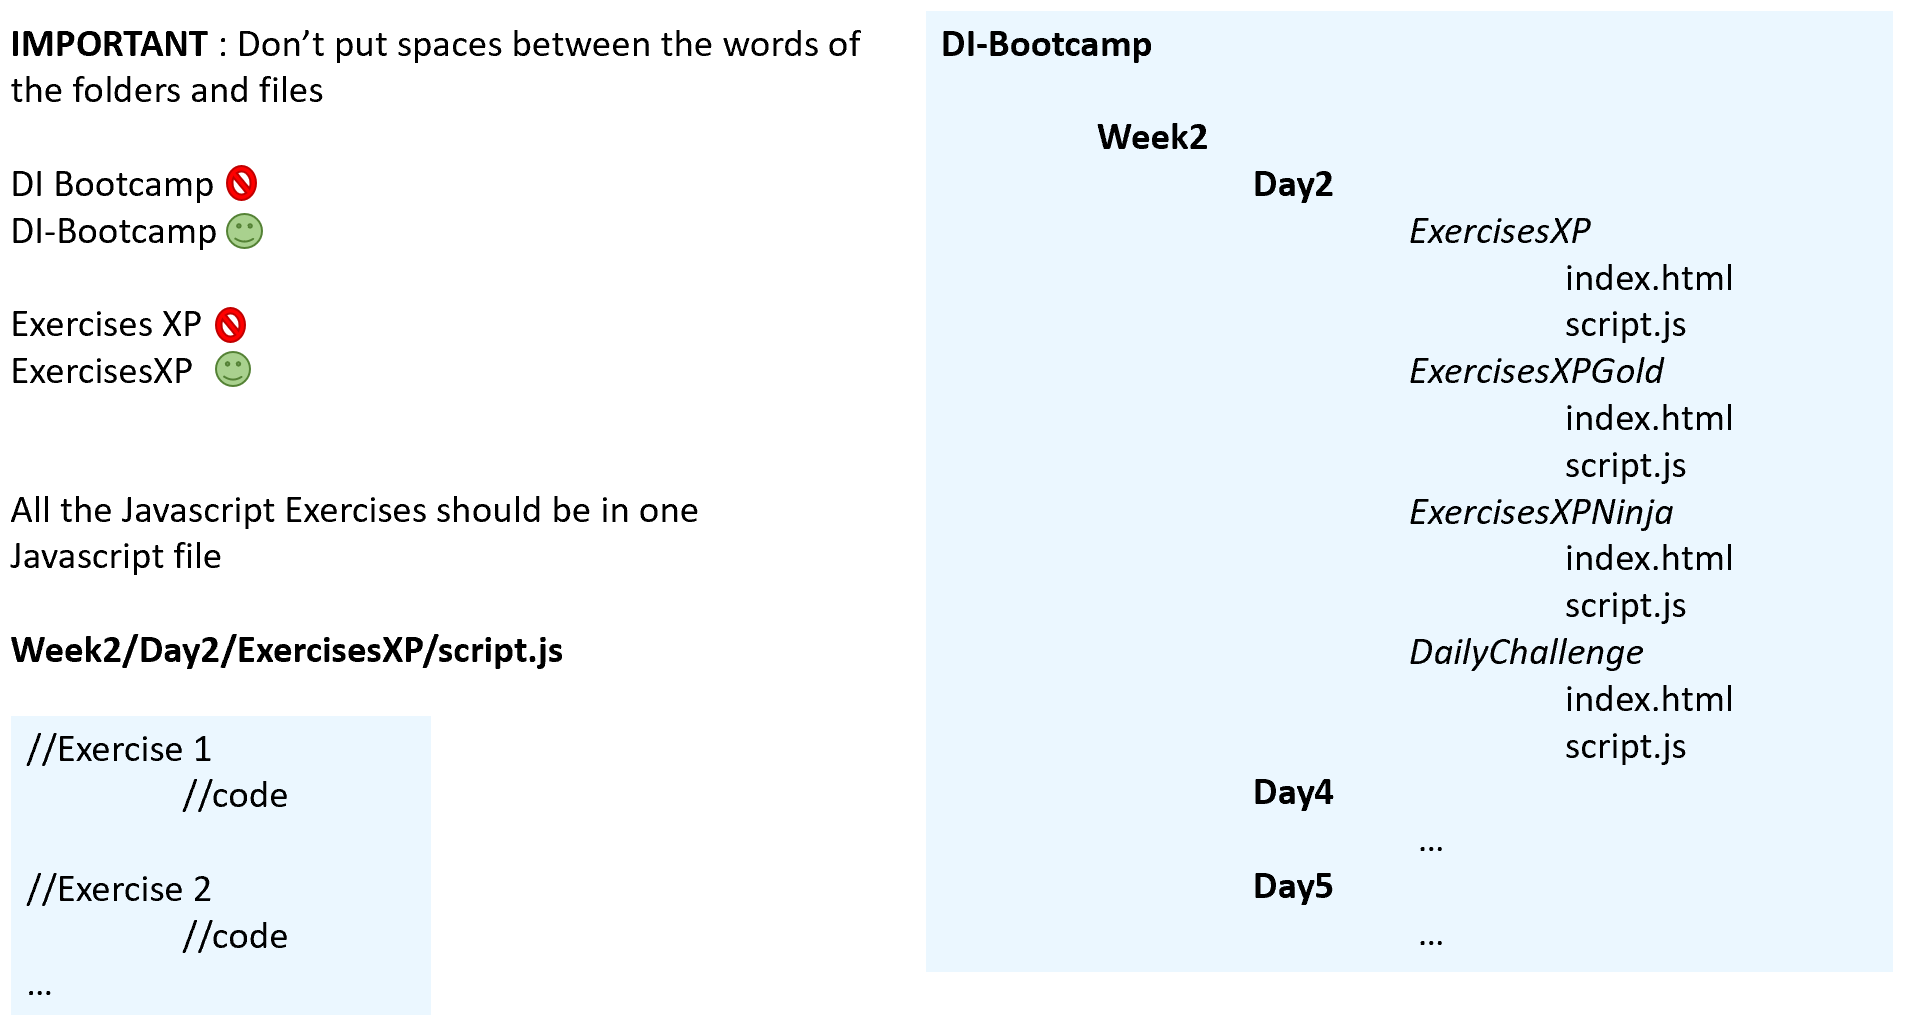 IMPORTANT : Don’t put spaces between the words of
the folders and files
DI Bootcamp
DI-Bootcamp
Exercises XP
ExercisesXP
All the Javascript Exercises should be in one
Javascript file
Week2/Day2/ExercisesXP/script.js
//Exercise 1
//code
//Exercise 2
//code
...
DI-Bootcamp
Week2
Day2
ExercisesXP
index.html
script.js
ExercisesXPGold
index.html
script.js
ExercisesXPNinja
index.html
script.js
DailyChallenge
index.html
script.js
Day4
...
Day5
...